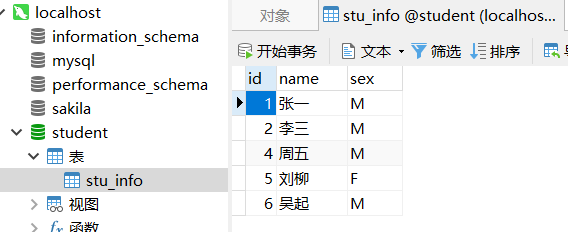 localhost
information_schema
mysql
performance_schema
sakila
student
表
stu_info
视图
函数
对象
stu_info @student (localhos...
开始事务
文本
筛选
排序
id name sex
1 张一 M
2 李三 M
4 周五 M
5 刘柳 F
6 吴起 M